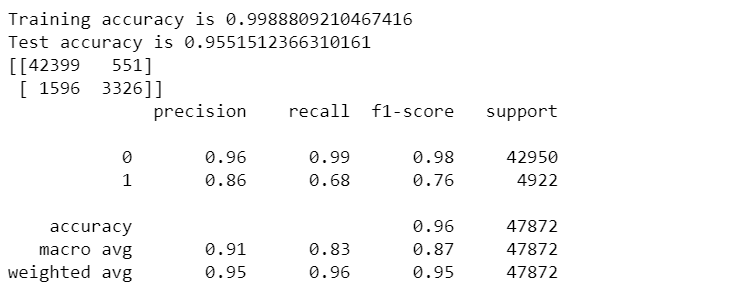 Training accuracy is 0.9988809210467416
Test accuracy is 0.9551512366310161
[[42399   551]
 [ 1596  3326]]
              precision    recall  f1-score   support

           0       0.96      0.99      0.98     42950
           1       0.86      0.68      0.76      4922

    accuracy                           0.96     47872
   macro avg       0.91      0.83      0.87     47872
weighted avg       0.95      0.96      0.95     47872